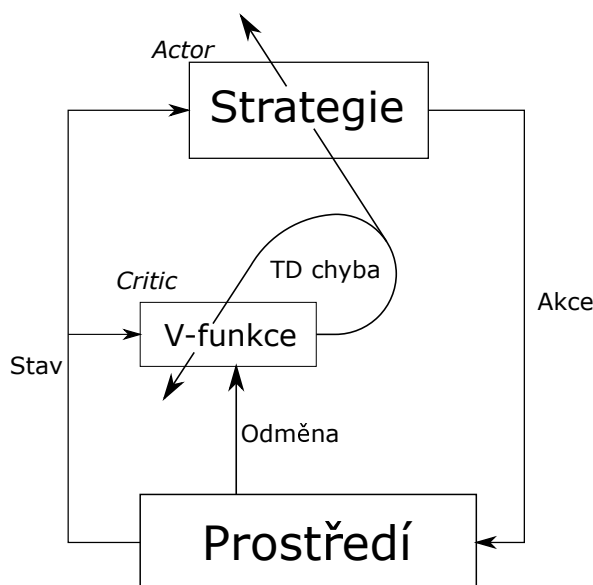 Actor
Strategie
TD chyba
Critic
Akce
V-funkce
Stav
Odměna
Prostředí